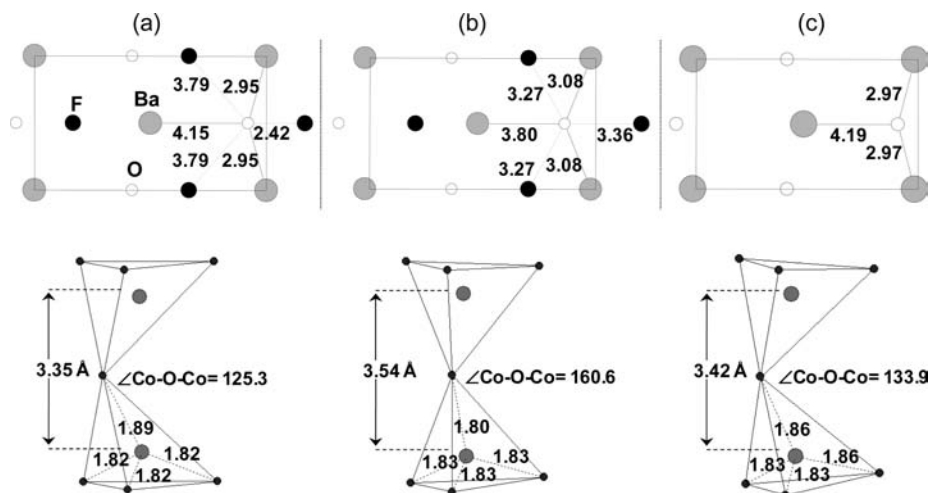 (a) (b) (c)
3.79 2.95 3.27 3.08 2.97
F Ba
4.15 2.42 3.80 3.36 4.19
3.79 2.95 3.27 3.08 2.97
O
3.35 Å ∠Co-O-Co= 125.3 3.54 Å ∠Co-O-Co= 160.6 3.42 Å ∠Co-O-Co= 133.9
1.89 1.80 1.86
1.82 1.82 1.83 1.83 1.83 1.86
1.82 1.83 1.83